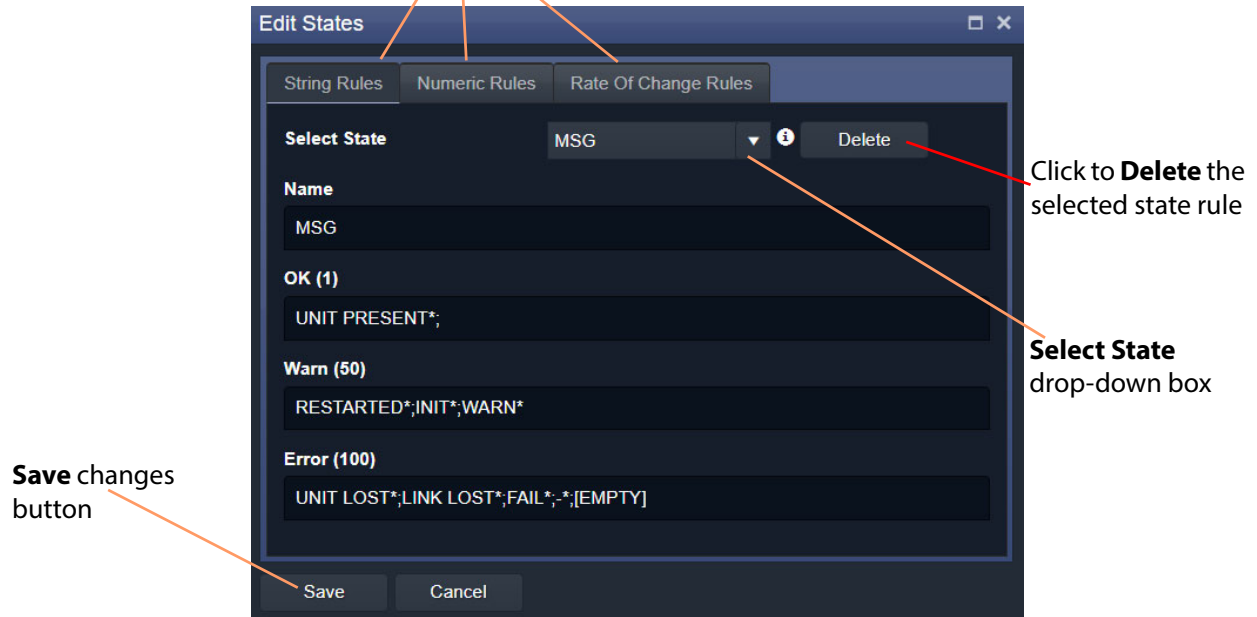 Edit States
String Rules Numeric Rules Rate Of Change Rules
Select State MSG Delete
Click to Delete the
selected state rule
Name
MSG
OK (1)
UNIT PRESENT*;
Select State
drop-down box
Warn (50)
RESTARTED*;INIT*;WARN*
Error (100)
UNIT LOST*;LINK LOST*;FAIL*;-*;[EMPTY]
Save changes
button
Save Cancel